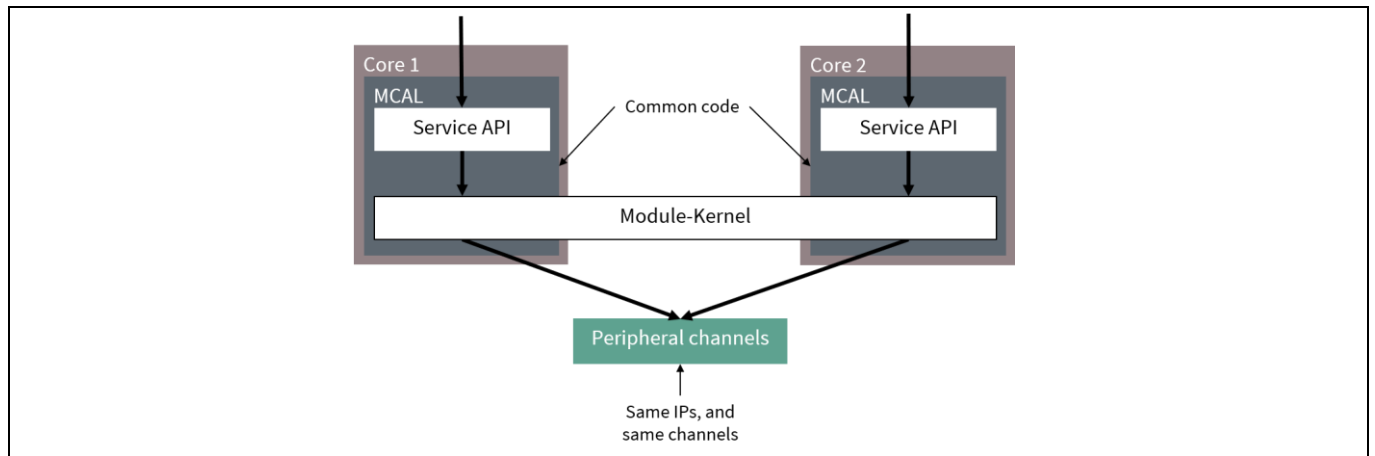 Core 1
MCAL
Service API
Common code
Core 2
MCAL
Service API
Module-Kernel
Peripheral channels
Same IPs, and
same channels